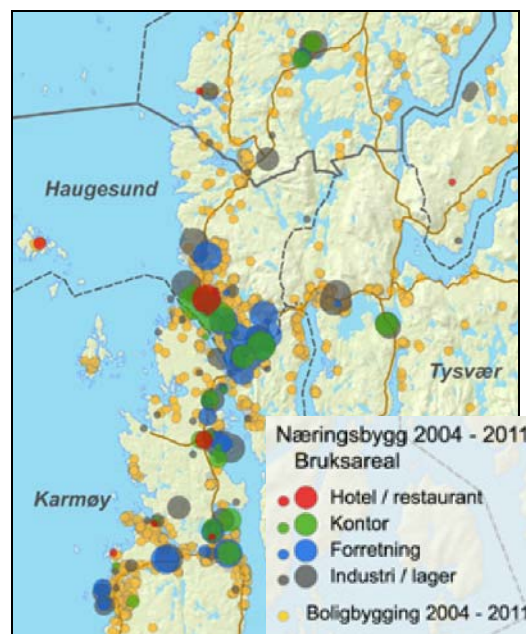 Haugesund
Tysvær
Karmøy
Næringsbygg 2004 - 2011
Bruksareal
Hotel / restaurant
Kontor
Forretning
Industri / lager
Boligbygging 2004 - 2011